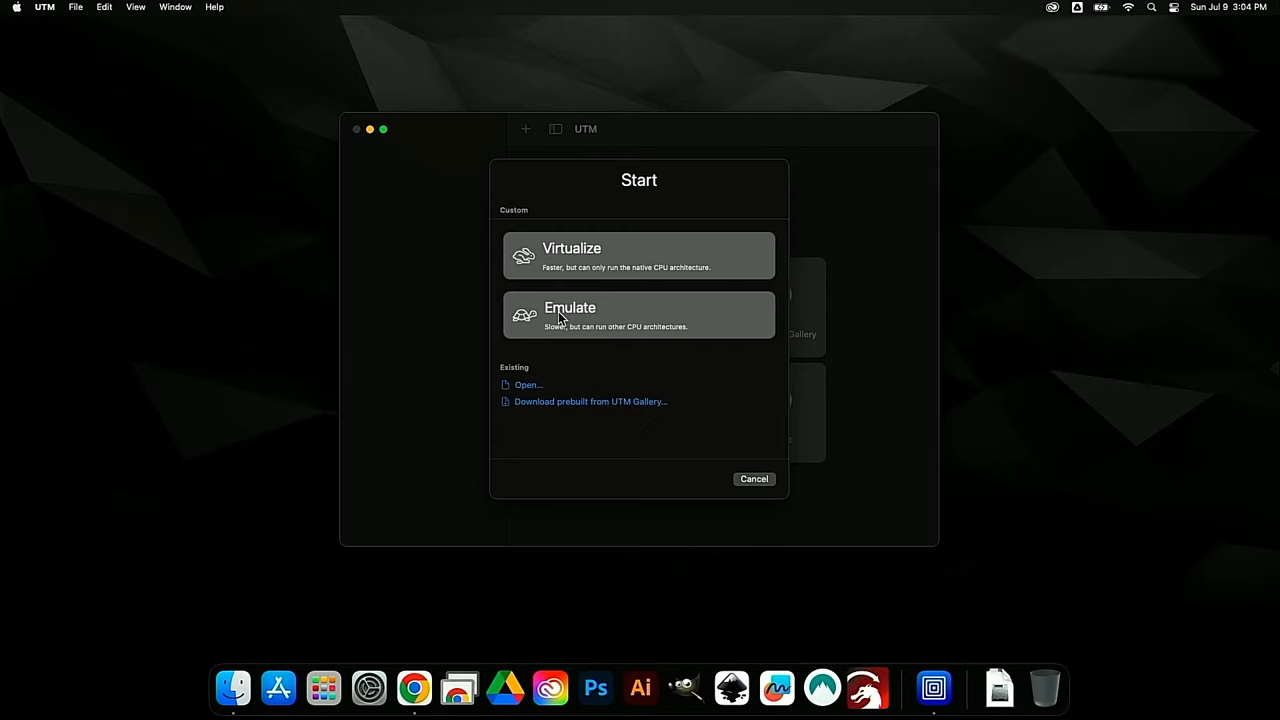 UTM File Edit View Window Help Sun Jul 9 3:04 PM
UTM
Start
Custom
Virtualize
Faster, but can only run the native CPU architecture.
Emulate
Slower, but can run other CPU architectures.
Gallery
Existing
Open...
Download prebuilt from UTM Gallery...
Cancel
Ps Ai